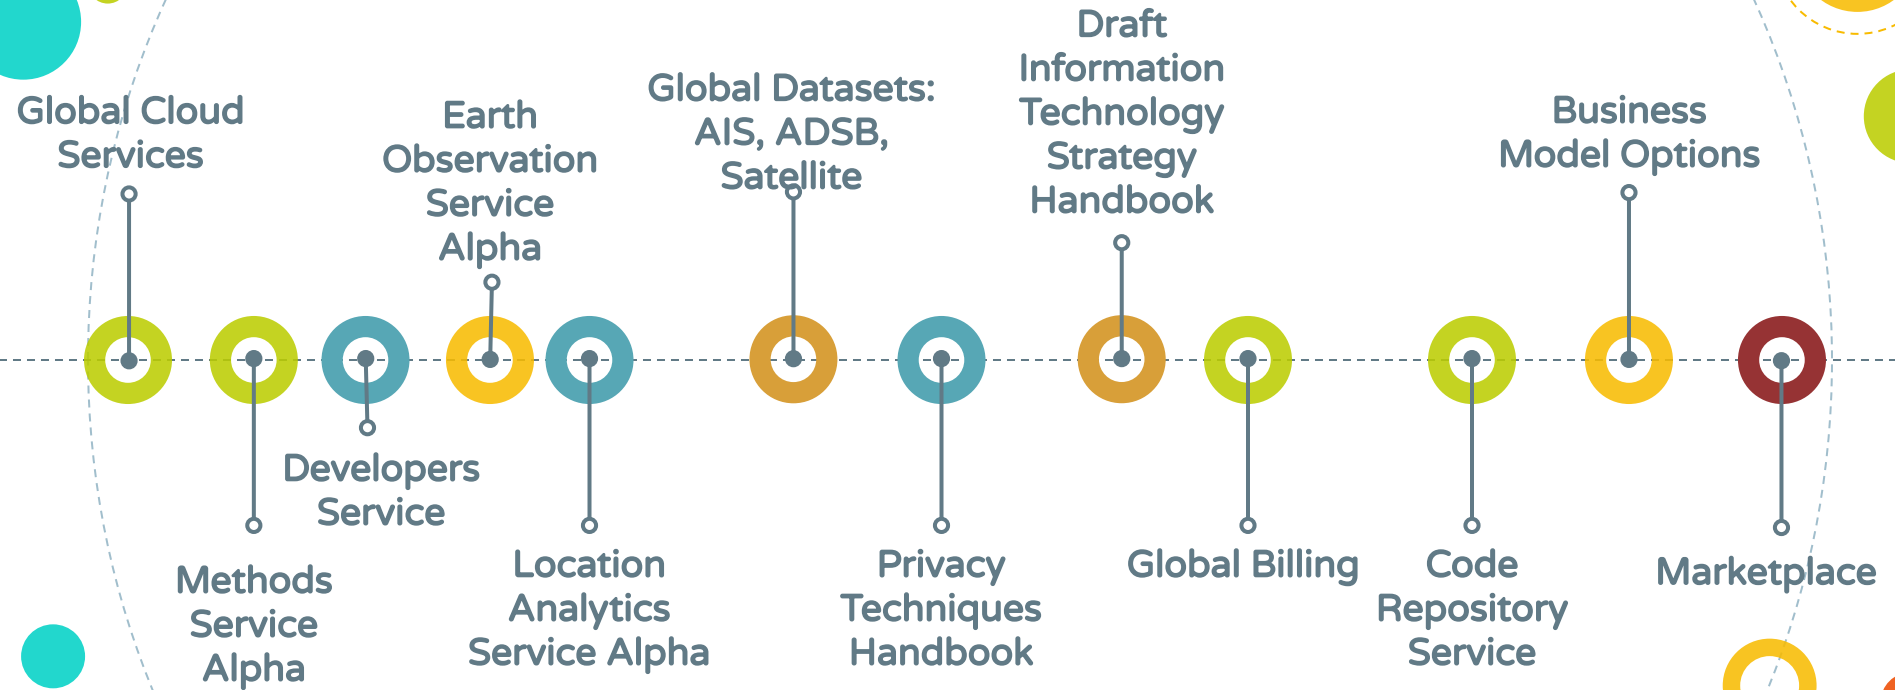 Global Cloud
Services
Methods
Service
Alpha
Developers
Service
Earth
Observation
Service
Alpha
Location
Analytics
Service Alpha
Global Datasets:
AIS, ADSB,
Satellite
Privacy
Techniques
Handbook
Draft
Information
Technology
Strategy
Handbook
Global Billing
Code
Repository
Service
Business
Model Options
Marketplace